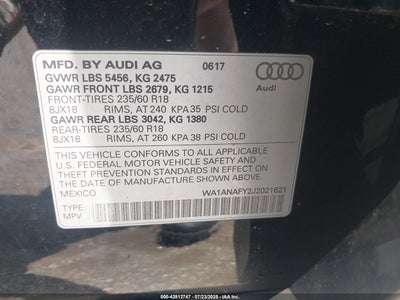 MFD. BY AUDI AG 0617
GVWR LBS 5456, KG 2475
GAWR FRONT LBS 2679, KG 1215
FRONT-TIRES 235/60 R18
8JX18 RIMS, AT 240 KPA 35 PSI COLD
GAWR REAR LBS 3042, KG 1380
REAR-TIRES 235/60 R18
8JX18 RIMS, AT 260 KPA 38 PSI COLD
Audi
THIS VEHICLE CONFORMS TO ALL APPLICABLE
U.S. FEDERAL MOTOR VEHICLE SAFETY AND
THEFT PREVENTION STANDARDS IN EFFECT ON THE
DATE OF MANUFACTURE SHOWN ABOVE.
MEXICO WA1ANAFY2J2021621
TYPE:
MPV
000-42812747 - 07/23/2025 - IAAI.COM